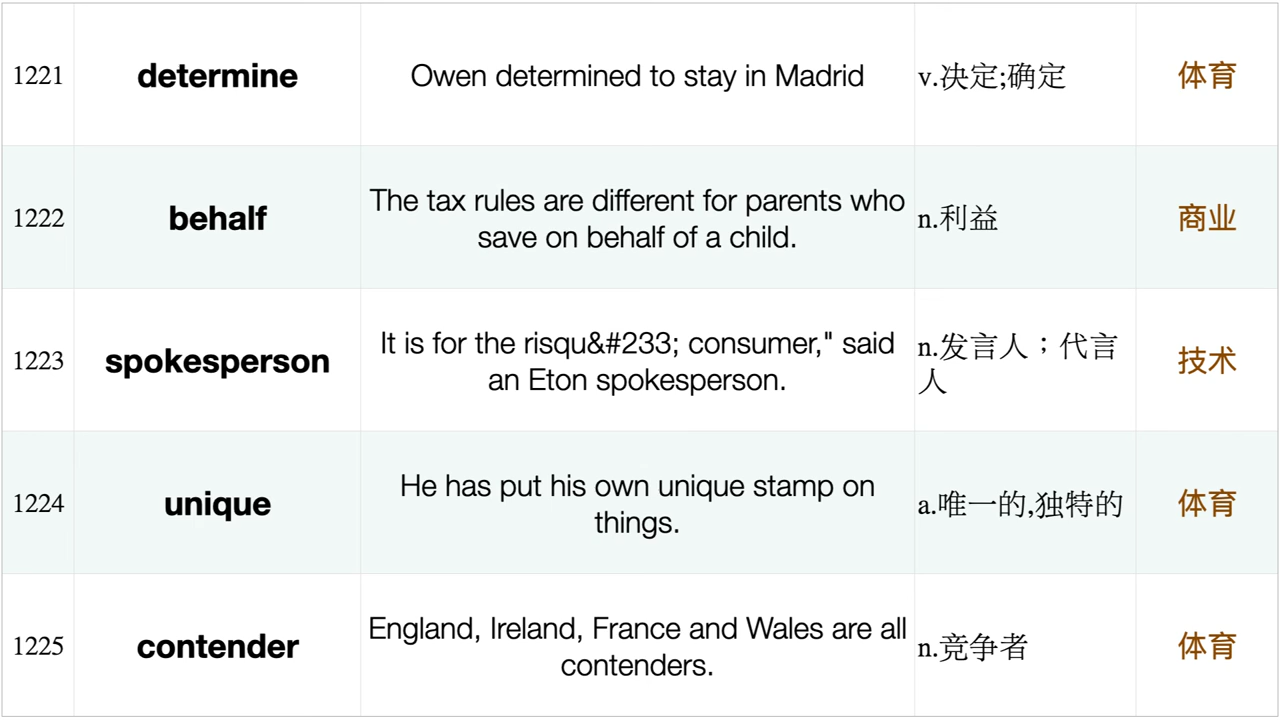 1221 determine Owen determined to stay in Madrid v.决定;确定 体育
1222 behalf The tax rules are different for parents who
save on behalf of a child. n.利益 商业
1223 spokesperson It is for the risqu&#233; consumer," said
an Eton spokesperson. n.发言人；代言
人 技术
1224 unique He has put his own unique stamp on
things. a.唯一的,独特的 体育
1225 contender England, Ireland, France and Wales are all
contenders. n.竞争者 体育